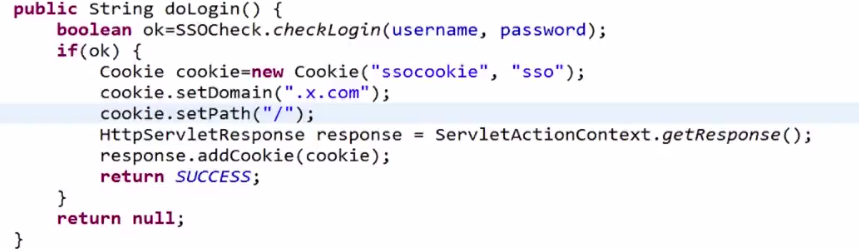 public String doLogin() {
    boolean ok=SSOCheck.checkLogin(username, password);
    if(ok) {
        Cookie cookie=new Cookie("ssocookie", "sso");
        cookie.setDomain(".x.com");
        cookie.setPath("/");
        HttpServletResponse response = ServletActionContext.getResponse();
        response.addCookie(cookie);
        return SUCCESS;
    }
    return null;
}